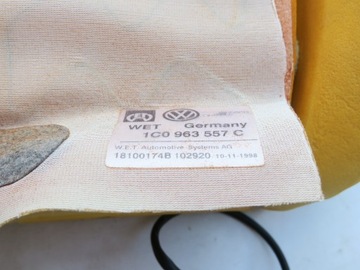 WET Germany
1C0 963 557 C
W.E.T. Automotive Systems AG
18100174B 102920 10-11-1998